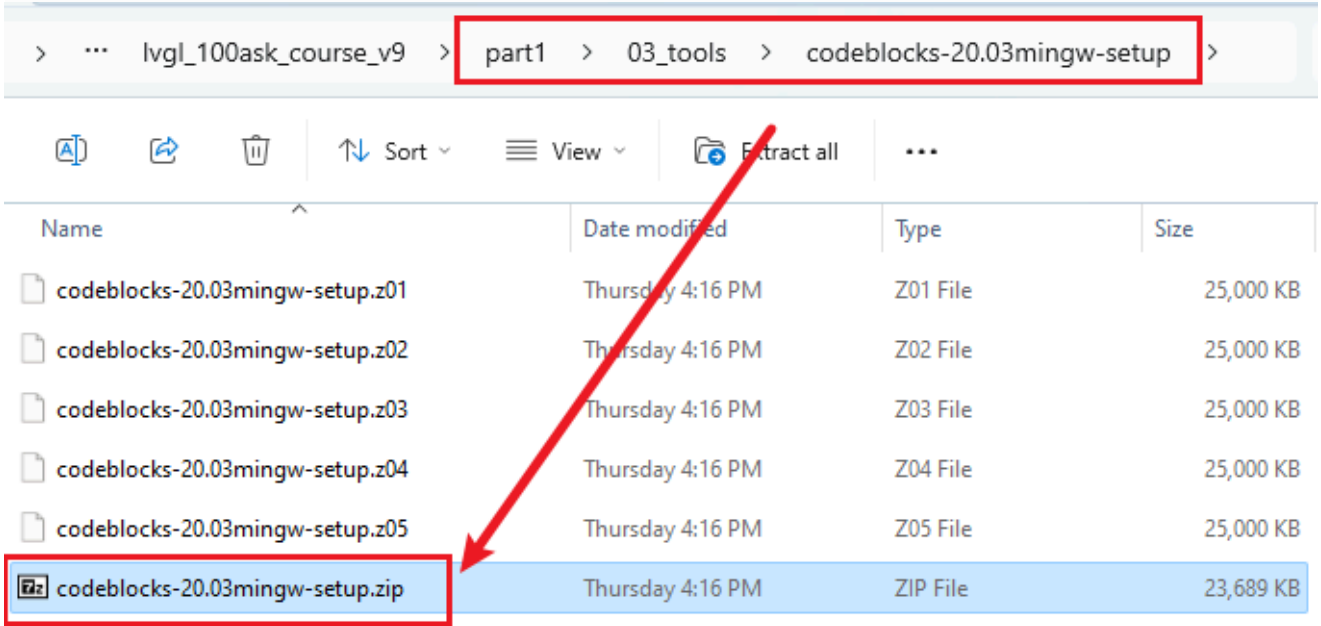 > ... lvgl_100ask_course_v9 > part1 > 03_tools > codeblocks-20.03mingw-setup >
A Sort View Extract all ...
Name Date modified Type Size
codeblocks-20.03mingw-setup.z01 Thursday 4:16 PM Z01 File 25,000 KB
codeblocks-20.03mingw-setup.z02 Thursday 4:16 PM Z02 File 25,000 KB
codeblocks-20.03mingw-setup.z03 Thursday 4:16 PM Z03 File 25,000 KB
codeblocks-20.03mingw-setup.z04 Thursday 4:16 PM Z04 File 25,000 KB
codeblocks-20.03mingw-setup.z05 Thursday 4:16 PM Z05 File 25,000 KB
7z codeblocks-20.03mingw-setup.zip Thursday 4:16 PM ZIP File 23,689 KB